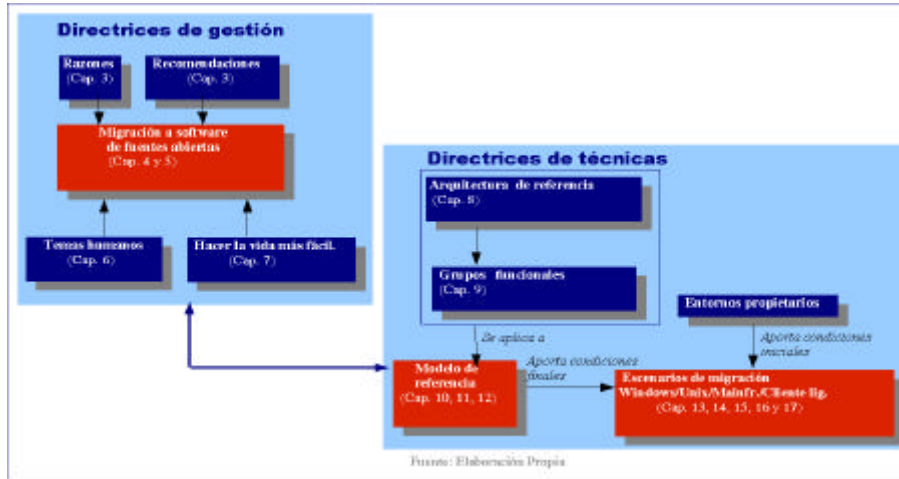 Directrices de gestión
Razones
(Cap. 3)
Recomendaciones
(Cap. 3)
Migración a software
de fuentes abiertas
(Cap. 4 y 5)
Temas humanos
(Cap. 6)
Hacer la vida más fácil.
(Cap. 7)
Directrices de técnicas
Arquitectura de referencia
(Cap. 8)
Grupos funcionales
(Cap. 9)
Entornos propietarios
Se aplica a
Aporta condiciones
finales
Aporta condiciones
iniciales
Modelo de
referencia
(Cap. 10, 11, 12)
Escenarios de migración
Windows/Unix/Mainfr./Cliente lig.
(Cap. 13, 14, 15, 16 y 17)
Fuente: Elaboración Propia